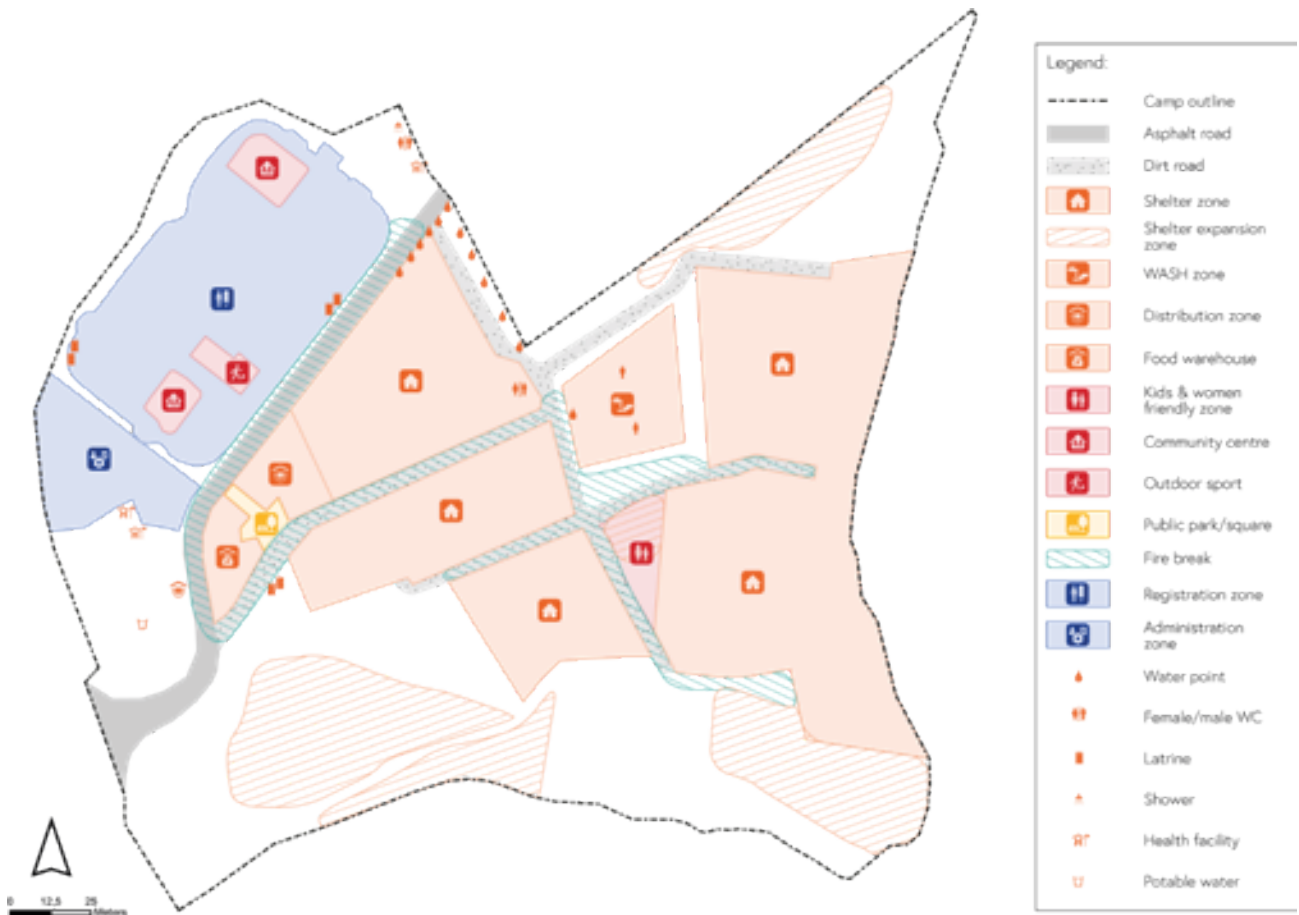 Legend:
Camp outline
Asphalt road
Dirt road
Shelter zone
Shelter expansion
zone
WASH zone
Distribution zone
Food warehouse
Kids & women
friendly zone
Community centre
Outdoor sport
Public park/square
Fire break
Registration zone
Administration
zone
Water point
Female/male WC
Latrine
Shower
Health facility
Potable water
0 12,5 25
Meters